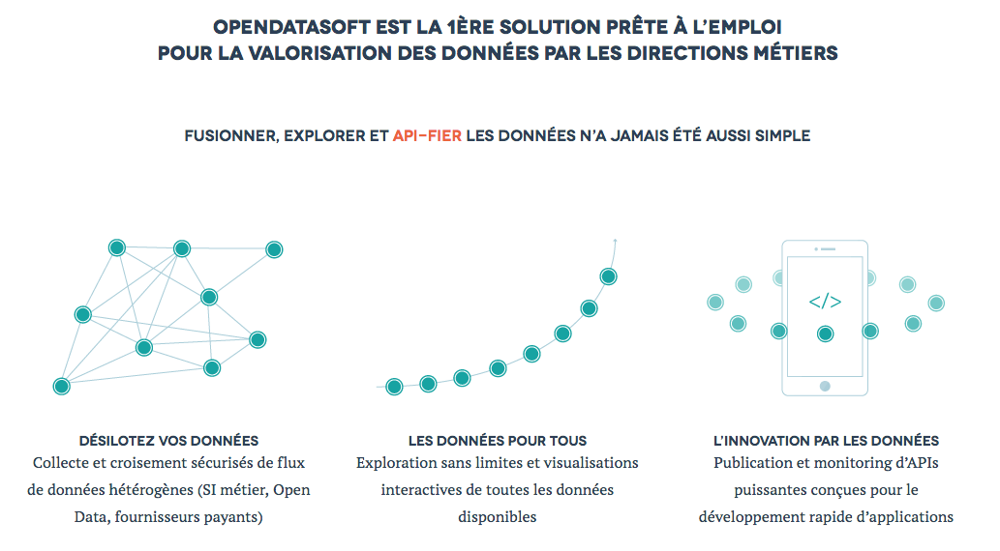 OPENDATASOFT EST LA 1ÈRE SOLUTION PRÊTE À L'EMPLOI
POUR LA VALORISATION DES DONNÉES PAR LES DIRECTIONS MÉTIERS
FUSIONNER, EXPLORER ET API-FIER LES DONNÉES N'A JAMAIS ÉTÉ AUSSI SIMPLE
</>
DÉSILOTEZ VOS DONNÉES
Collecte et croisement sécurisés de flux
de données hétérogènes (SI métier, Open
Data, fournisseurs payants)
LES DONNÉES POUR TOUS
Exploration sans limites et visualisations
interactives de toutes les données
disponibles
L'INNOVATION PAR LES DONNÉES
Publication et monitoring d'APIs
puissantes conçues pour le
développement rapide d'applications